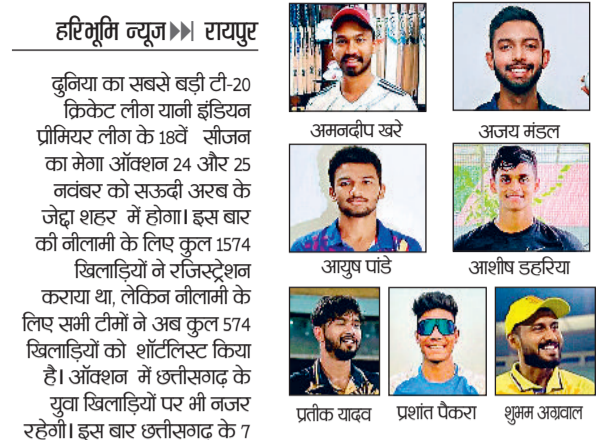 हरिभूमि न्यूज ▶▶| रायपुर
दुनिया का सबसे बड़ी टी-20
क्रिकेट लीग यानी इंडियन
प्रीमियर लीग के 18वें सीजन
का मेगा ऑक्शन 24 और 25
नवंबर को सऊदी अरब के
जेद्दा शहर में होगा। इस बार
की नीलामी के लिए कुल 1574
खिलाड़ियों ने रजिस्ट्रेशन
कराया था, लेकिन नीलामी के
लिए सभी टीमों ने अब कुल 574
खिलाड़ियों को शॉर्टलिस्ट किया
है। ऑक्शन में छत्तीसगढ़ के
युवा खिलाड़ियों पर भी नजर
रहेगी। इस बार छत्तीसगढ़ के 7
अमनदीप खरे
अजय मंडल
आयुष पांडे
आशीष डहरिया
प्रतीक यादव
प्रशांत पैकरा
शुभम अग्रवाल